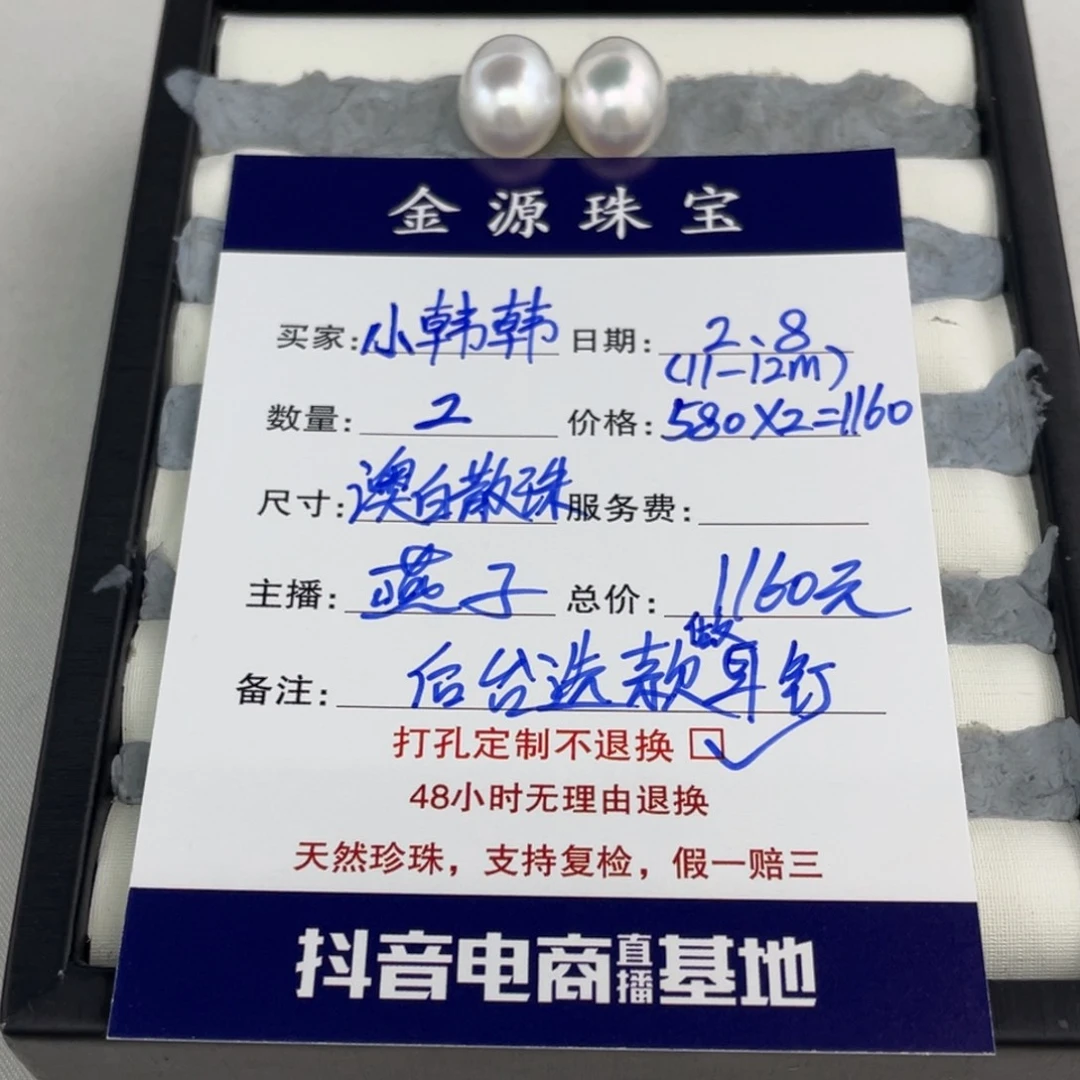 金源珠宝
买家:小韩韩 日期:2、8
(11-12m)
数量:2 价格:580X2=1160
尺寸:澳白散珠 服务费:
主播:燕子 总价:1160元
做
备注:后台选款耳钉
打孔定制不退换 ☑
48小时无理由退换
天然珍珠，支持复检，假一赔三
抖音电商直播基地